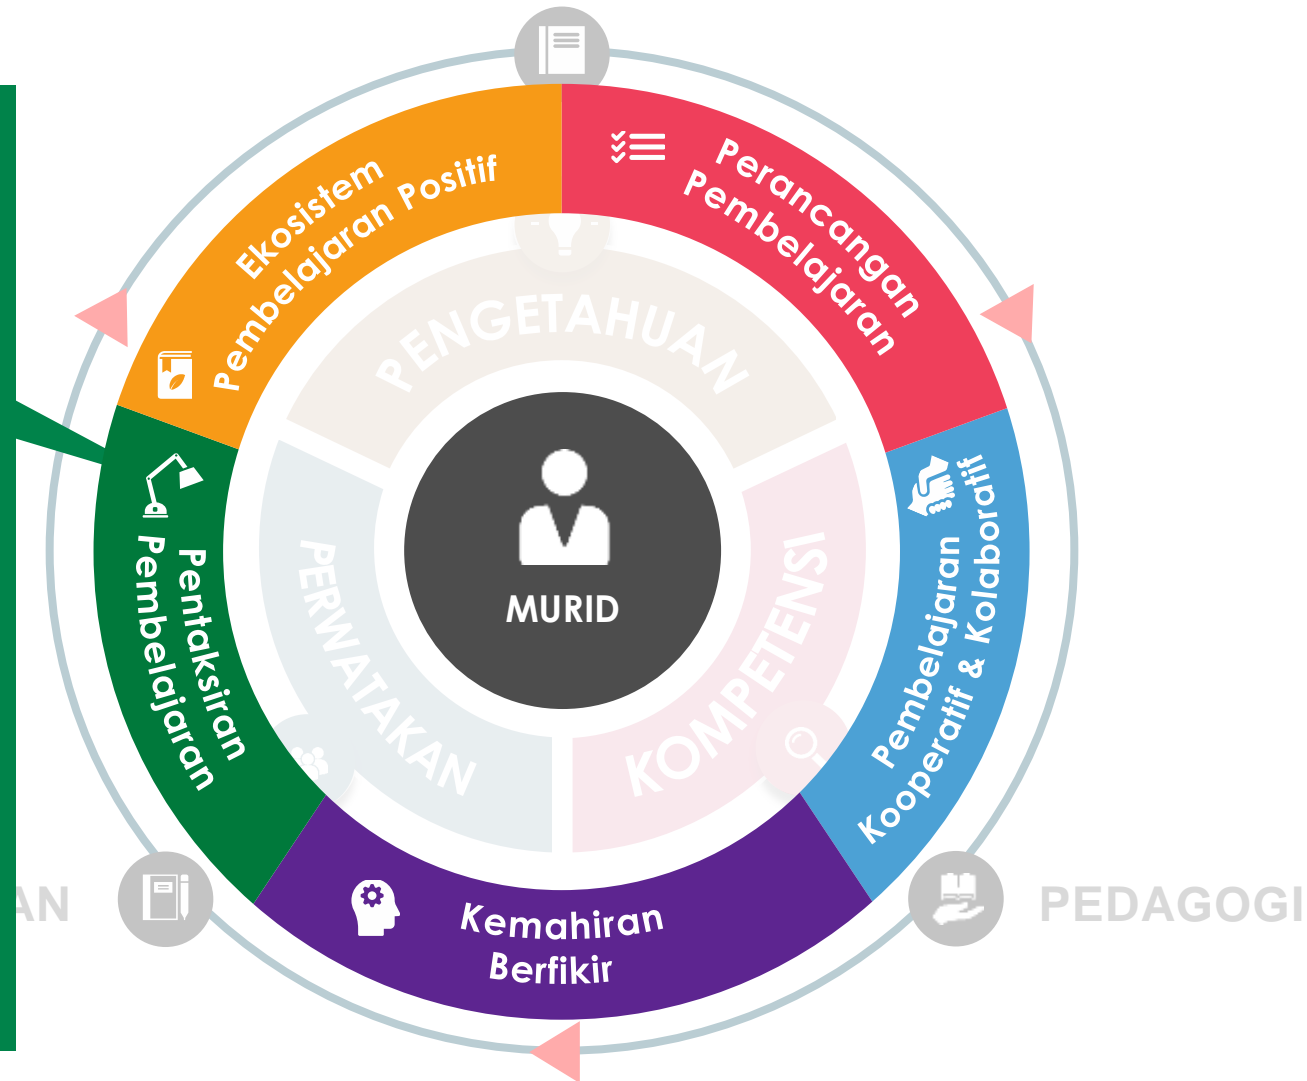 Ekosistem
Pembelajaran Positif
Perancangan
Pembelajaran
Pembelajaran
Kooperatif & Kolaboratif
Kemahiran
Berfikir
Pentaksiran
Pembelajaran
PENGETAHUAN
KOMPETENSI
PERWATAKAN
MURID
AN
PEDAGOGI